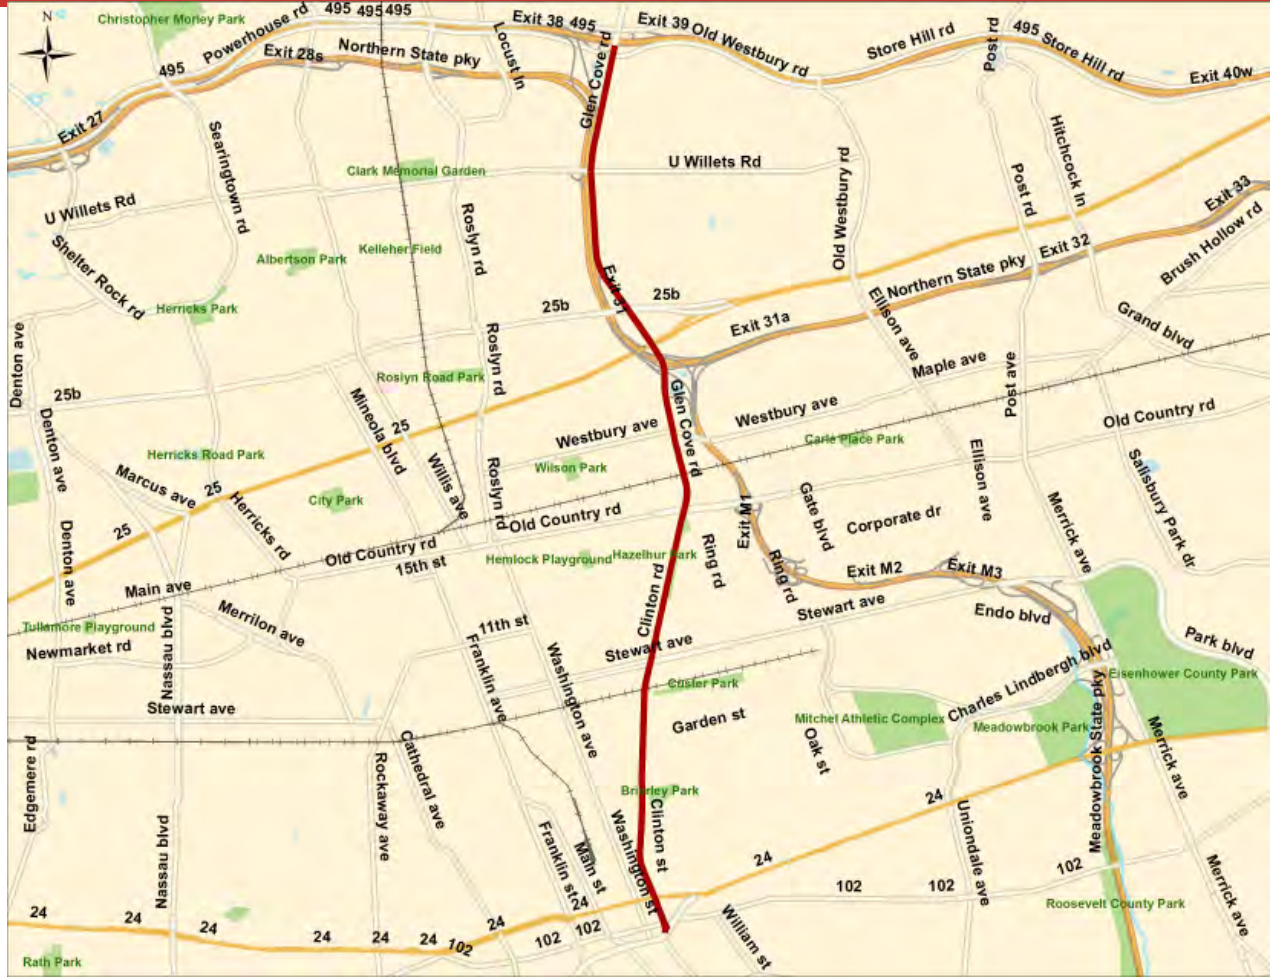 Christopher Morley Park
N
Powerhouse rd
495
495
495
Exit 38
495
Exit 39
Old Westbury rd
Store Hill rd
Post rd
495
Store Hill rd
Exit 40w
495
Exit 28s
Northern State pky
Locust ln
Glen Cove rd
Exit 27
Searingtown rd
Clark Memorial Garden
U Willets Rd
Old Westbury rd
Post rd
Hitchcock ln
Exit 33
U Willets Rd
Shelter Rock rd
Albertson Park
Kelleher Field
Roslyn rd
Exit 32
Brush Hollow rd
Northern State pky
Herricks Park
25b
Exit 31
25b
Exit 31a
Ellison ave
Grand blvd
Denton ave
Roslyn rd
Roslyn Road Park
Maple ave
Post ave
25b
Mineola blvd
25
Glen Cove rd
Westbury ave
Westbury ave
Old Country rd
Denton ave
Herricks Road Park
Willis ave
Carle Place Park
Ellison ave
Salisbury Park dr
Marcus ave
25
City Park
Wilson Park
Roslyn rd
Herricks rd
Old Country rd
Exit M1
Gate blvd
Corporate dr
Merrick ave
25
Denton ave
Old Country rd
15th st
Hemlock Playground
Hazelhur Park
Ring rd
Ring rd
Exit M2
Exit M3
Main ave
Clinton rd
Stewart ave
Endo blvd
Tullamore Playground
Merrilon ave
11th st
Newmarket rd
Nassau blvd
Franklin ave
Washington ave
Stewart ave
Park blvd
Charles Lindbergh blvd
Eisenhower County Park
Custer Park
Stewart ave
Garden st
Mitchel Athletic Complex
Meadowbrook Park
Meadowbrook State pky
Merrick ave
Edgemere rd
Rockaway ave
Cathedral ave
Oak st
Brierley Park
24
Nassau blvd
Franklin st
Main st
Washington st
Clinton st
Uniondale ave
24
102
102
102
Merrick ave
24
24
24
24
24
24
102
24
102
102
24
William st
Roosevelt County Park
Rath Park